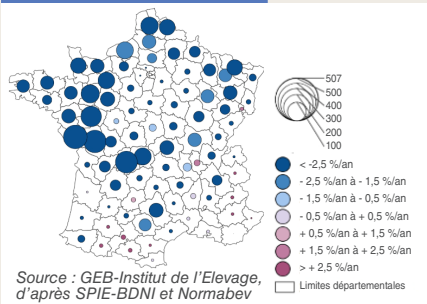 507
500
400
300
200
100
< -2,5 %/an
- 2,5 %/an à - 1,5 %/an
- 1,5 %/an à - 0,5 %/an
- 0,5 %/an à + 0,5 %/an
+ 0,5 %/an à + 1,5 %/an
+ 1,5 %/an à + 2,5 %/an
> + 2,5 %/an
Limites départementales
Source : GEB-Institut de l'Elevage,
d'après SPIE-BDNI et Normabev